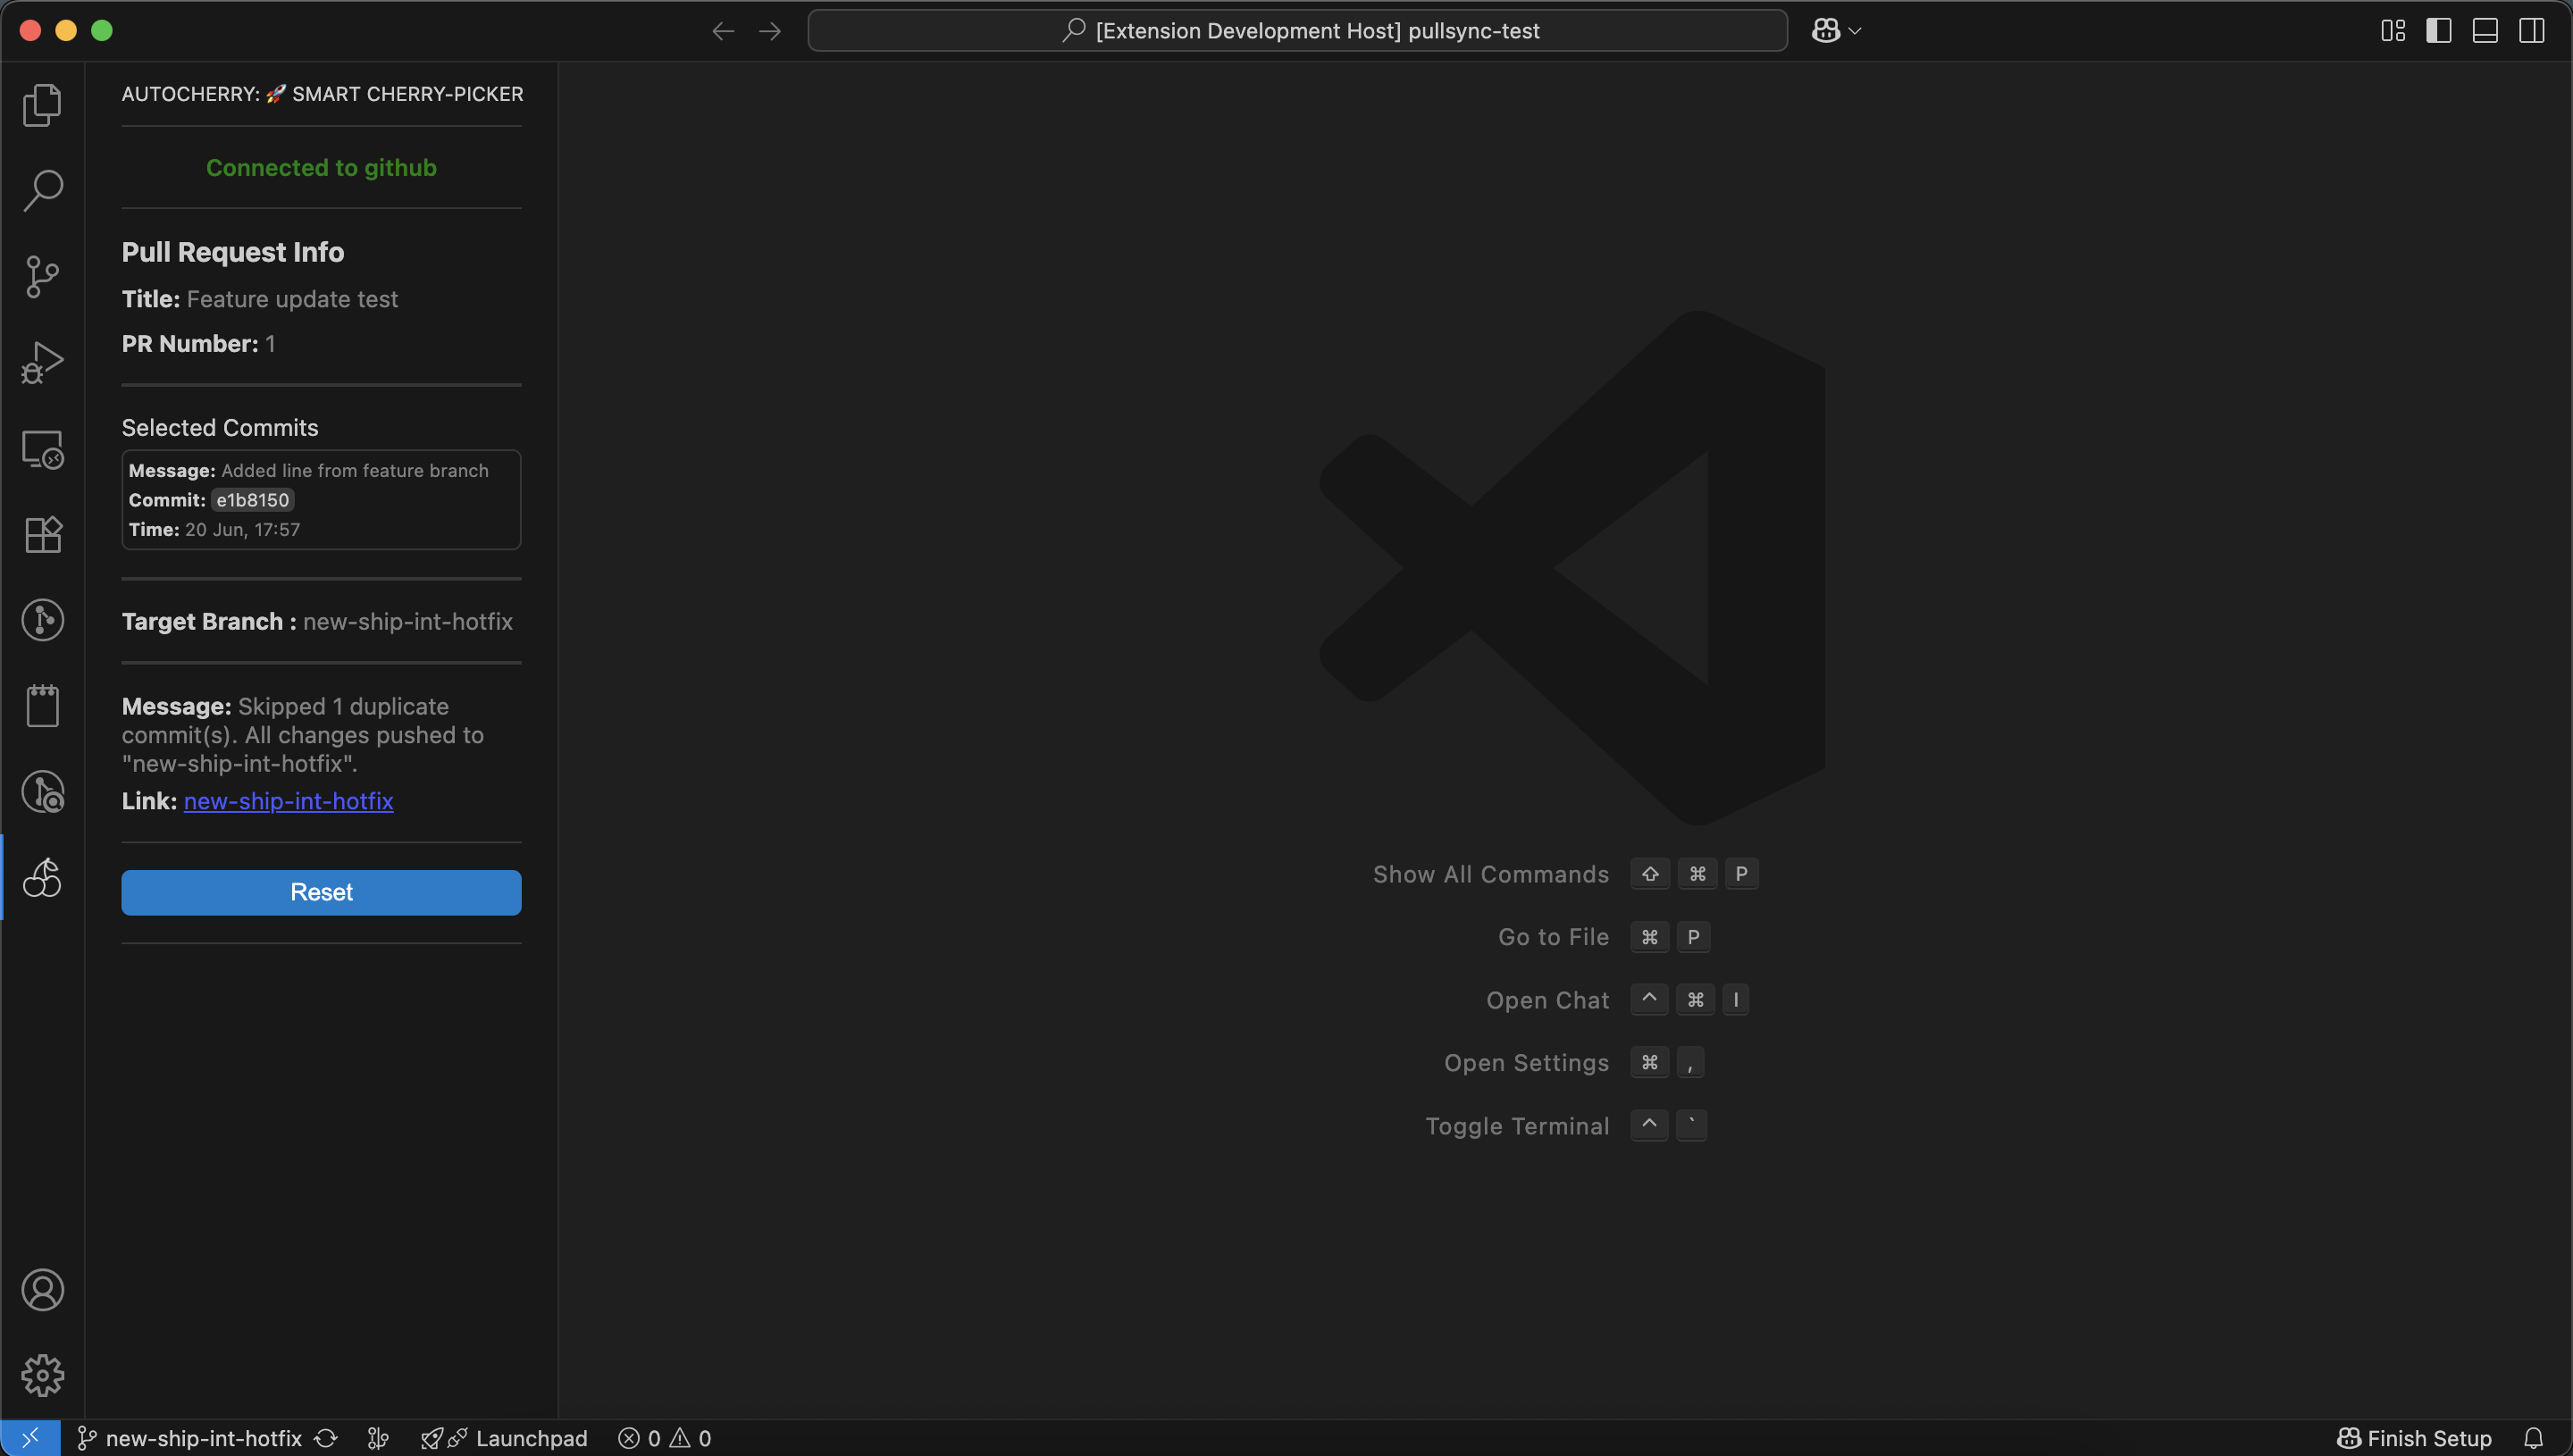 [Extension Development Host] pullsync-test
AUTOCHERRY: 🚀 SMART CHERRY-PICKER
Connected to github
Pull Request Info
Title: Feature update test
PR Number: 1
Selected Commits
Message: Added line from feature branch
Commit: e1b8150
Time: 20 Jun, 17:57
Target Branch : new-ship-int-hotfix
Message: Skipped 1 duplicate
commit(s). All changes pushed to
"new-ship-int-hotfix".
Link: new-ship-int-hotfix
Reset
Show All Commands ⇧ ⌘ P
Go to File ⌘ P
Open Chat ^ ⌘ I
Open Settings ⌘ ,
Toggle Terminal ^ `
new-ship-int-hotfix Launchpad 0 0 Finish Setup